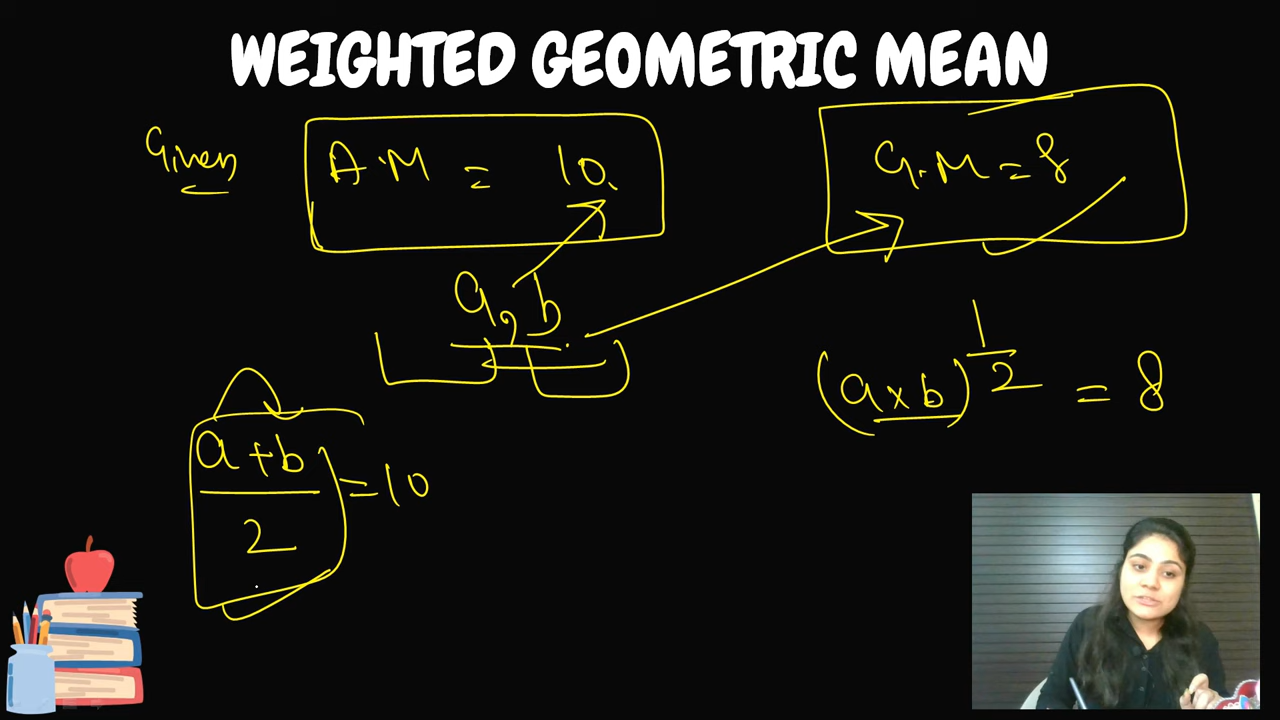 WEIGHTED GEOMETRIC MEAN
Given
A.M = 10
G.M = 8
a, b
(a × b)^1/2 = 8
a + b
2
= 10